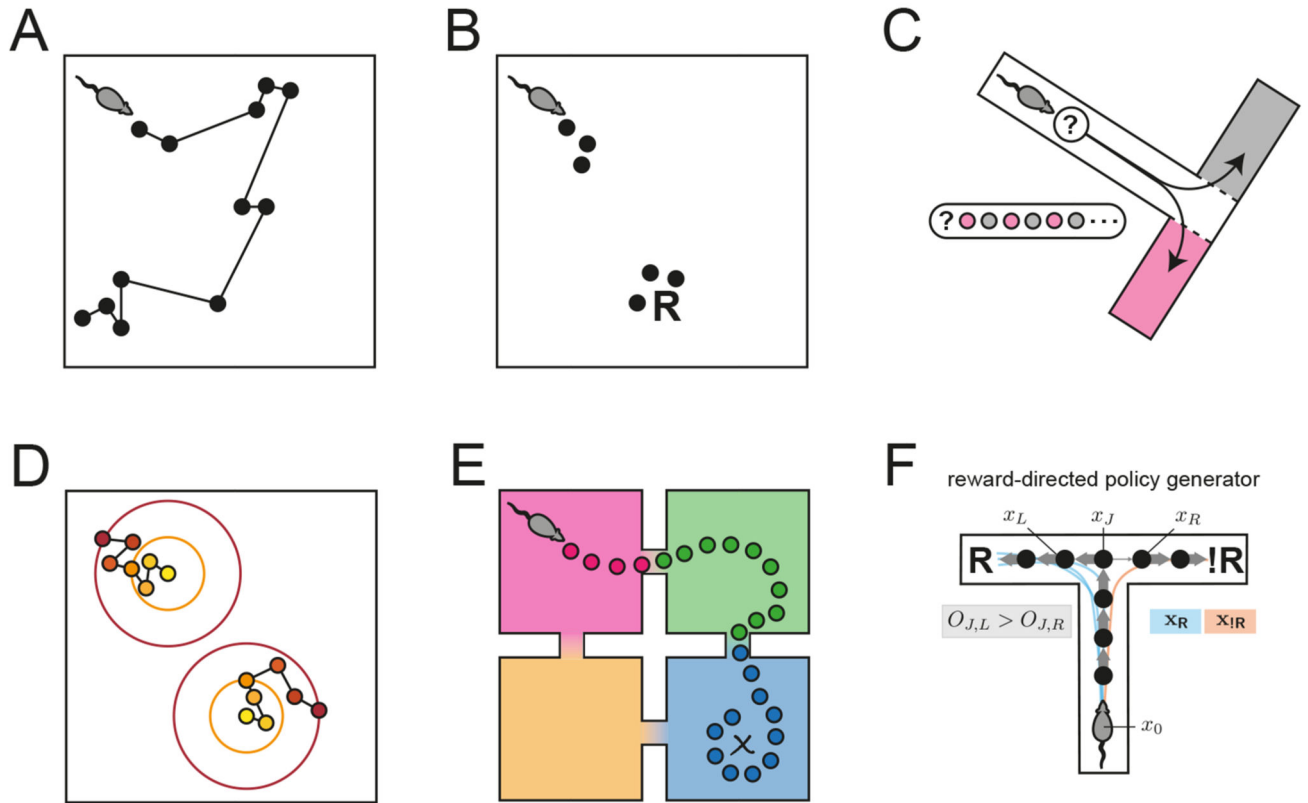 A
B
C
R
?
? ...
D
E
F
reward-directed policy generator
x_L x_J x_R
R !R
O_{J,L} > O_{J,R} x_R x_{!R}
x_0